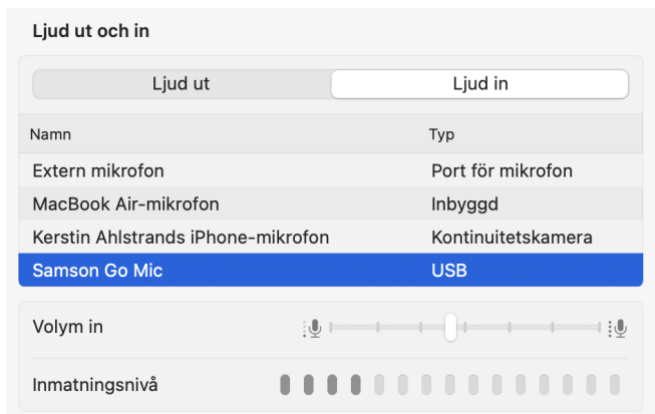 Ljud ut och in
Ljud ut Ljud in
Namn Typ
Extern mikrofon Port för mikrofon
MacBook Air-mikrofon Inbyggd
Kerstin Ahlstrands iPhone-mikrofon Kontinuitetskamera
Samson Go Mic USB
Volym in
Inmatningsnivå